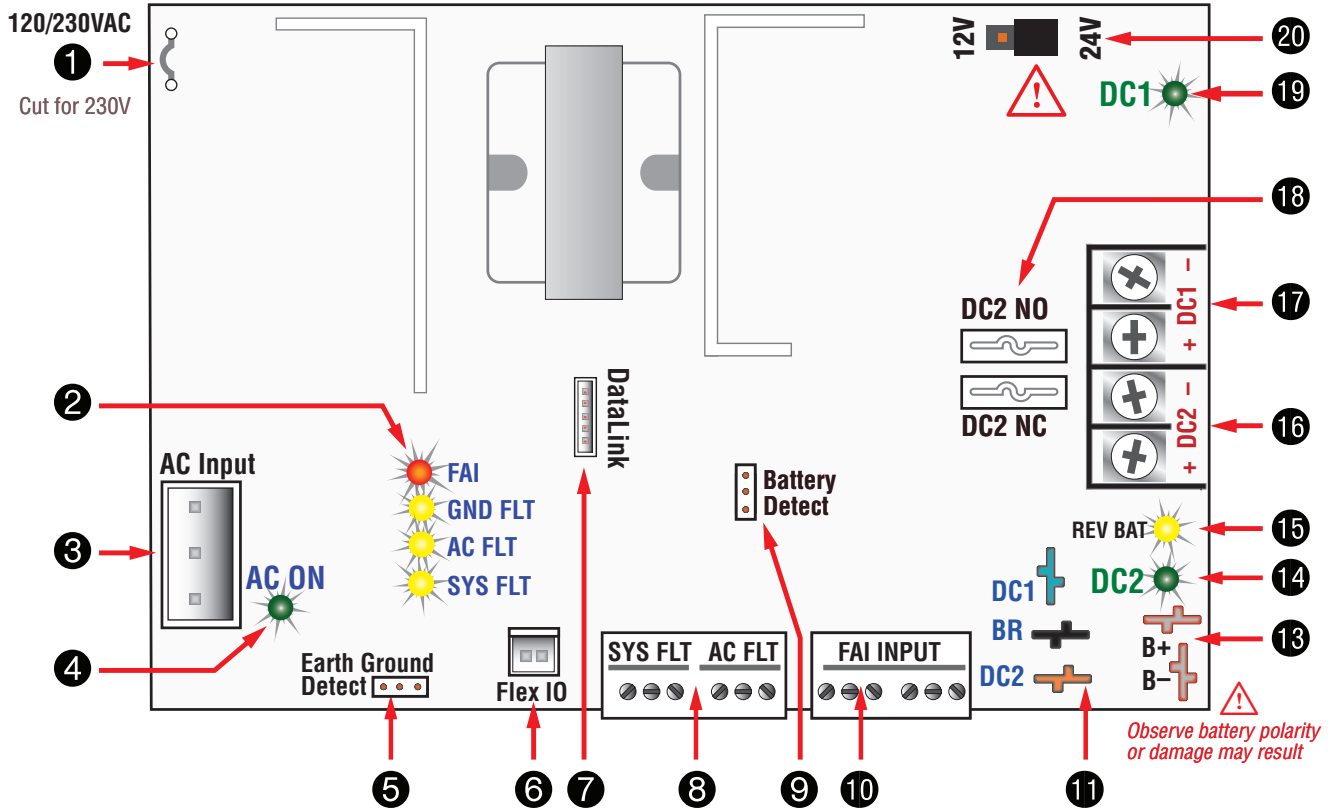 120/230VAC
1
Cut for 230V
12V
24V
20
DC1
19
18
DC2 NO
DC2 NC
− DC1 +
17
− DC2 +
16
2
DataLink
AC Input
FAI
GND FLT
AC FLT
SYS FLT
3
AC ON
4
Battery
Detect
REV BAT
15
DC1
DC2
14
BR
B+
13
DC2
B−
Earth Ground
Detect
Flex IO
SYS FLT
AC FLT
FAI INPUT
Observe battery polarity
or damage may result
5
6
7
8
9
10
11